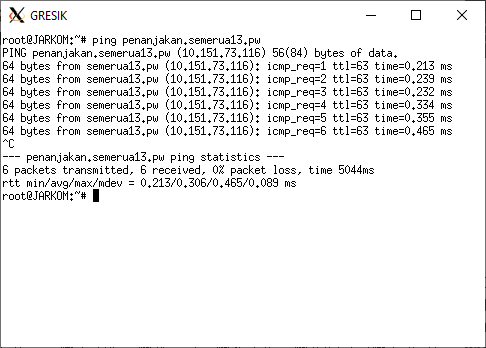 GRESIK
root@JARKOM:~# ping penanjakan.semerua13.pw
PING penanjakan.semerua13.pw (10.151.73.116) 56(84) bytes of data.
64 bytes from semerua13.pw (10.151.73.116): icmp_req=1 ttl=63 time=0.213 ms
64 bytes from semerua13.pw (10.151.73.116): icmp_req=2 ttl=63 time=0.239 ms
64 bytes from semerua13.pw (10.151.73.116): icmp_req=3 ttl=63 time=0.232 ms
64 bytes from semerua13.pw (10.151.73.116): icmp_req=4 ttl=63 time=0.334 ms
64 bytes from semerua13.pw (10.151.73.116): icmp_req=5 ttl=63 time=0.355 ms
64 bytes from semerua13.pw (10.151.73.116): icmp_req=6 ttl=63 time=0.465 ms
^C
--- penanjakan.semerua13.pw ping statistics ---
6 packets transmitted, 6 received, 0% packet loss, time 5044ms
rtt min/avg/max/mdev = 0.213/0.306/0.465/0.089 ms
root@JARKOM:~#